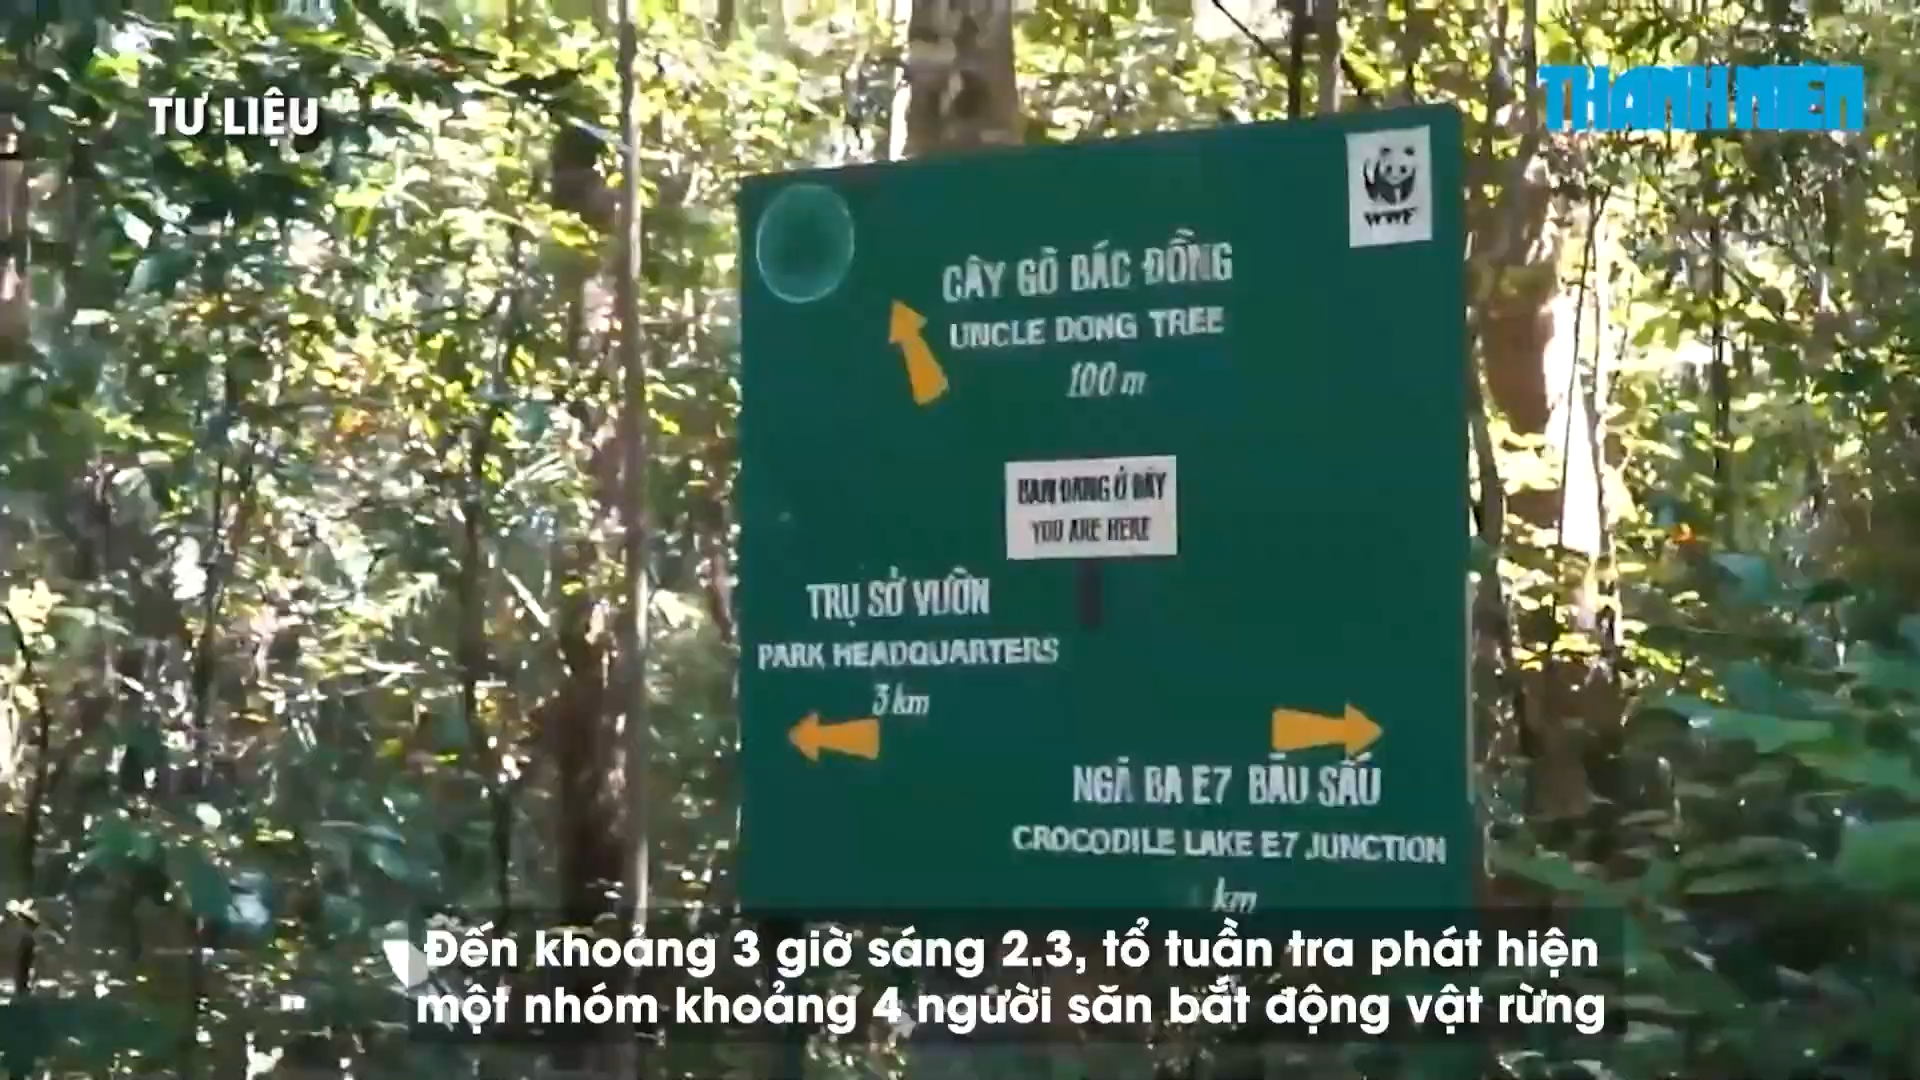 TƯ LIỆU
THANH NIÊN
WWF
CÂY GÕ BÁC ĐỒNG
UNCLE DONG TREE
100 m
BẠN ĐANG Ở ĐÂY
YOU ARE HERE
TRỤ SỞ VƯỜN
PARK HEADQUARTERS
3 km
NGÃ BA E7 BÀU SẤU
CROCODILE LAKE E7 JUNCTION
km
Đến khoảng 3 giờ sáng 2.3, tổ tuần tra phát hiện
một nhóm khoảng 4 người săn bắt động vật rừng